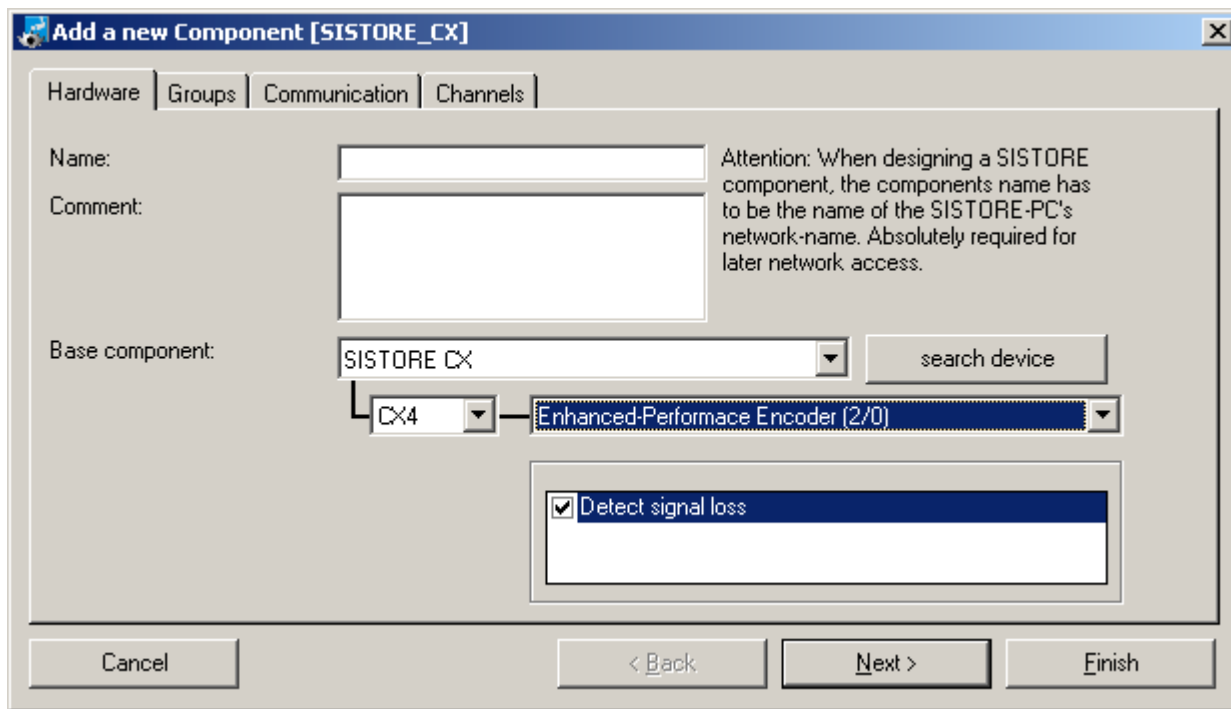 Add a new Component [SISTORE_CX]
Hardware Groups Communication Channels
Name:
Attention: When designing a SISTORE
component, the components name has
to be the name of the SISTORE-PC's
network-name. Absolutely required for
later network access.
Comment:
Base component:
SISTORE CX
search device
CX4
Enhanced-Performace Encoder (2/0)
Detect signal loss
Cancel
< Back
Next >
Finish